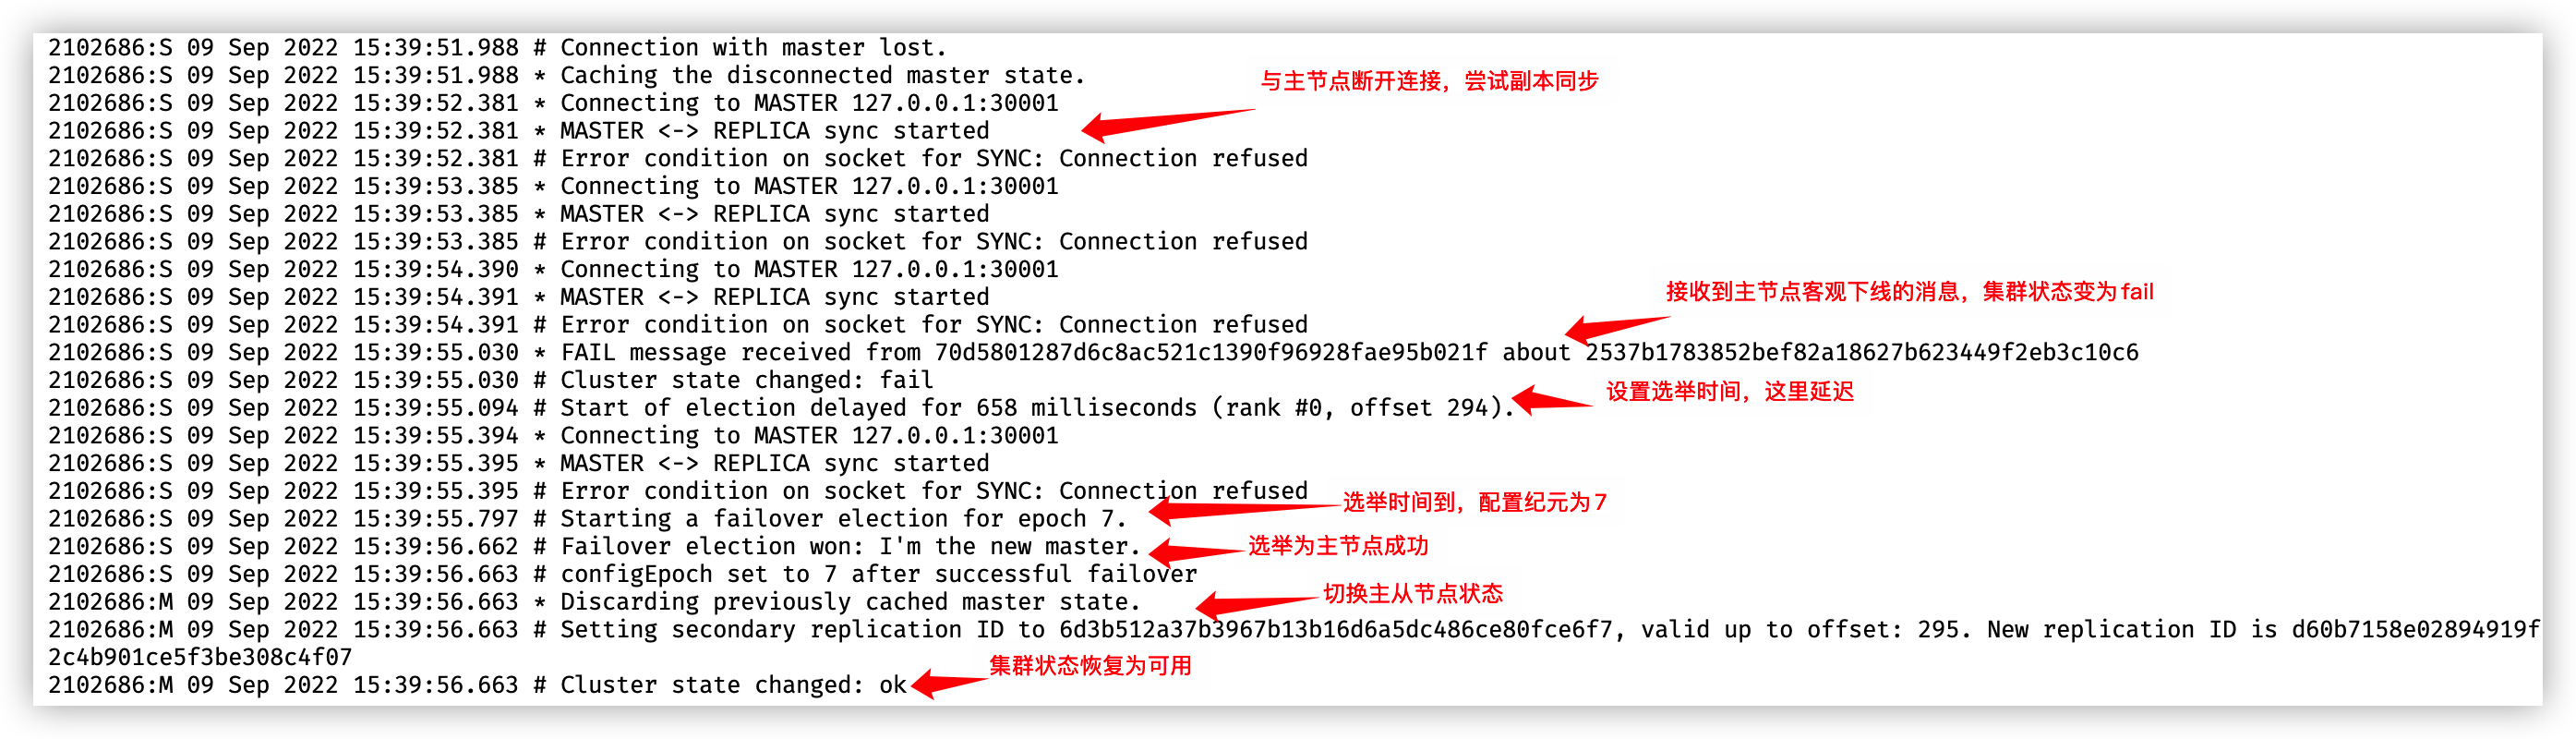 2102686:S 09 Sep 2022 15:39:51.988 # Connection with master lost.
2102686:S 09 Sep 2022 15:39:51.988 * Caching the disconnected master state.
与主节点断开连接，尝试副本同步
2102686:S 09 Sep 2022 15:39:52.381 * Connecting to MASTER 127.0.0.1:30001
2102686:S 09 Sep 2022 15:39:52.381 * MASTER <-> REPLICA sync started
2102686:S 09 Sep 2022 15:39:52.381 # Error condition on socket for SYNC: Connection refused
2102686:S 09 Sep 2022 15:39:53.385 * Connecting to MASTER 127.0.0.1:30001
2102686:S 09 Sep 2022 15:39:53.385 * MASTER <-> REPLICA sync started
2102686:S 09 Sep 2022 15:39:53.385 # Error condition on socket for SYNC: Connection refused
2102686:S 09 Sep 2022 15:39:54.390 * Connecting to MASTER 127.0.0.1:30001
2102686:S 09 Sep 2022 15:39:54.391 * MASTER <-> REPLICA sync started
接收到主节点客观下线的消息，集群状态变为fail
2102686:S 09 Sep 2022 15:39:54.391 # Error condition on socket for SYNC: Connection refused
2102686:S 09 Sep 2022 15:39:55.030 * FAIL message received from 70d5801287d6c8ac521c1390f96928fae95b021f about 2537b1783852bef82a18627b623449f2eb3c10c6
2102686:S 09 Sep 2022 15:39:55.030 # Cluster state changed: fail
设置选举时间，这里延迟
2102686:S 09 Sep 2022 15:39:55.094 # Start of election delayed for 658 milliseconds (rank #0, offset 294).
2102686:S 09 Sep 2022 15:39:55.394 * Connecting to MASTER 127.0.0.1:30001
2102686:S 09 Sep 2022 15:39:55.395 * MASTER <-> REPLICA sync started
2102686:S 09 Sep 2022 15:39:55.395 # Error condition on socket for SYNC: Connection refused
选举时间到，配置纪元为7
2102686:S 09 Sep 2022 15:39:55.797 # Starting a failover election for epoch 7.
2102686:S 09 Sep 2022 15:39:56.662 # Failover election won: I'm the new master.
选举为主节点成功
2102686:S 09 Sep 2022 15:39:56.663 # configEpoch set to 7 after successful failover
切换主从节点状态
2102686:M 09 Sep 2022 15:39:56.663 * Discarding previously cached master state.
2102686:M 09 Sep 2022 15:39:56.663 # Setting secondary replication ID to 6d3b512a37b3967b13b16d6a5dc486ce80fce6f7, valid up to offset: 295. New replication ID is d60b7158e02894919f
2c4b901ce5f3be308c4f07
集群状态恢复为可用
2102686:M 09 Sep 2022 15:39:56.663 # Cluster state changed: ok